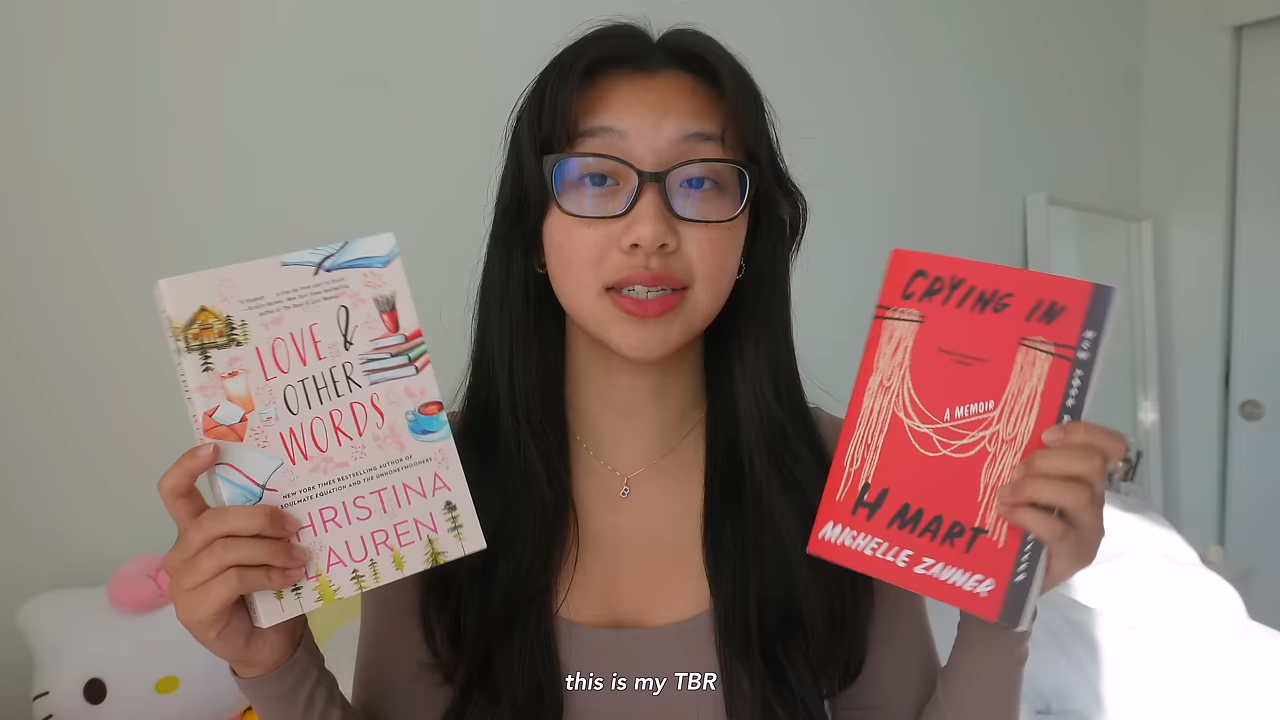 LOVE &
OTHER
WORDS
NEW YORK TIMES BESTSELLING AUTHOR OF
SOULMATE EQUATION AND THE UNHONEYMOONERS
HRISTINA
LAUREN
CRYING IN
A MEMOIR
H MART
MICHELLE ZAUNER
this is my TBR
B